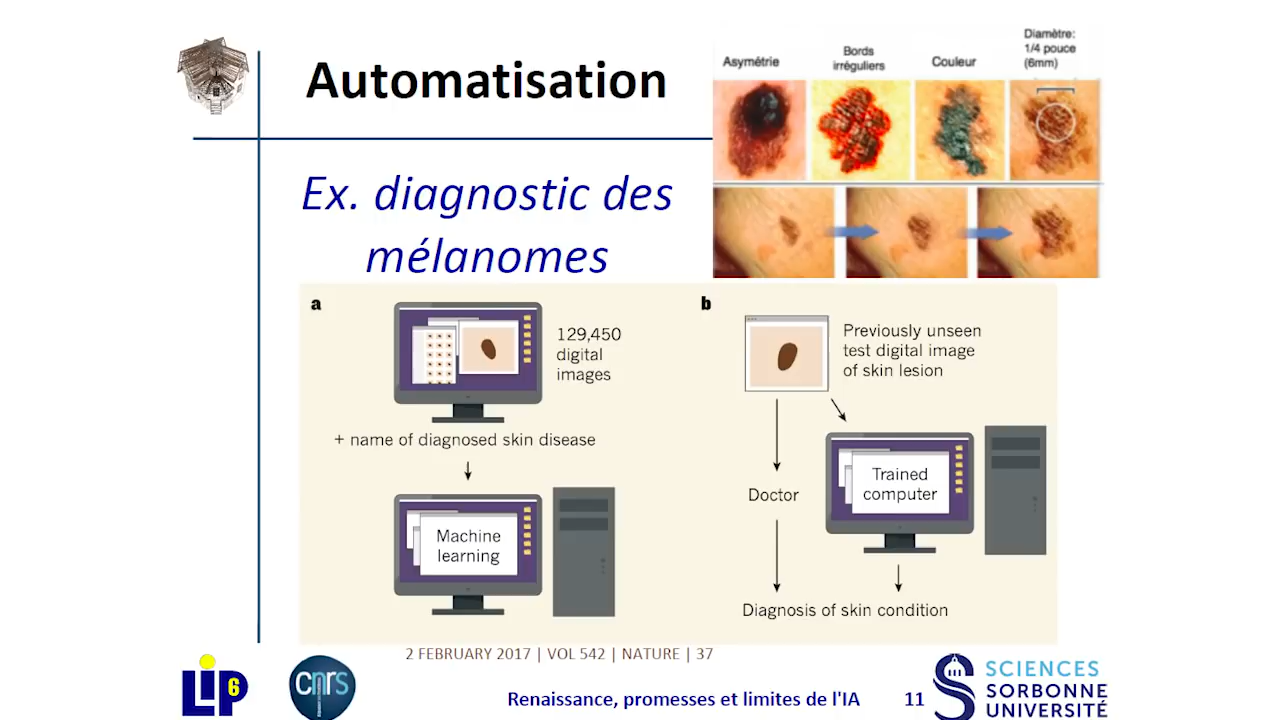 Automatisation
Ex. diagnostic des
mélanomes
Asymétrie
Bords
irréguliers
Couleur
Diamètre:
1/4 pouce
(6mm)
a
129,450
digital
images
+ name of diagnosed skin disease
Machine
learning
b
Previously unseen
test digital image
of skin lesion
Doctor
Trained
computer
Diagnosis of skin condition
2 FEBRUARY 2017 | VOL 542 | NATURE | 37
LIP6
cnrs
Renaissance, promesses et limites de l'IA
11
SCIENCES
SORBONNE
UNIVERSITÉ